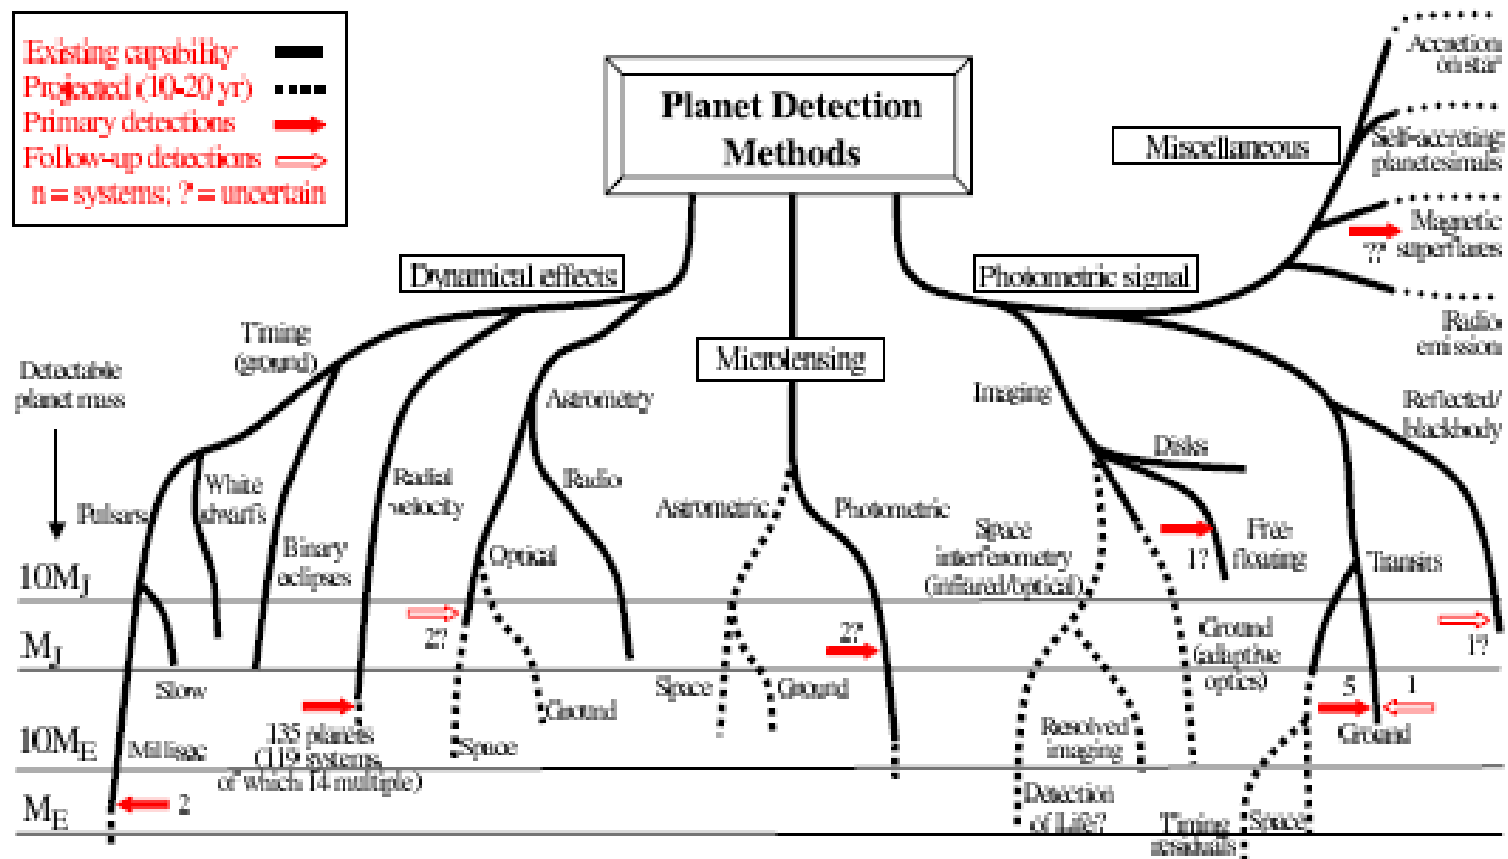 Existing capability
Projected (10-20 yr)
Primary detections
Follow-up detections
n = systems; ? = uncertain
Planet Detection
Methods
Miscellaneous
Accretion
on star
Self-accreting
planetesimals
Magnetic
superflares
??
Radio
emission
Dynamical effects
Photometric signal
Microlensing
Timing
(ground)
Detectable
planet mass
Astrometry
Imaging
Reflected/
blackbody
Disks
Pulsars
White
dwarfs
Radial
velocity
Radio
Astrometric
Photometric
Binary
eclipses
Optical
Space
interferometry
(infrared/optical)
Free
floating
1?
Transits
10MJ
2?
2?
1?
MJ
Slow
Space
Ground
Ground
(adaptive
optics)
5
1
Ground
Ground
10ME
Millisec
135 planets
(119 systems,
of which 14 multiple)
Space
Resolved
imaging
ME
2
Detection
of Life?
Timing
residuals
Space